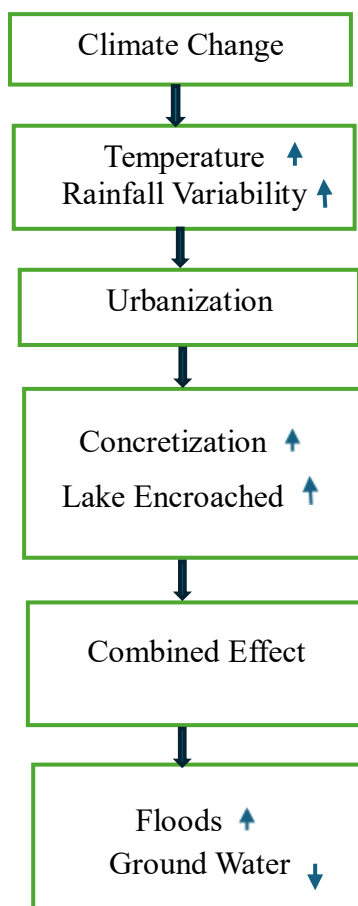 Climate Change
Temperature
Rainfall Variability
Urbanization
Concretization
Lake Encroached
Combined Effect
Floods
Ground Water